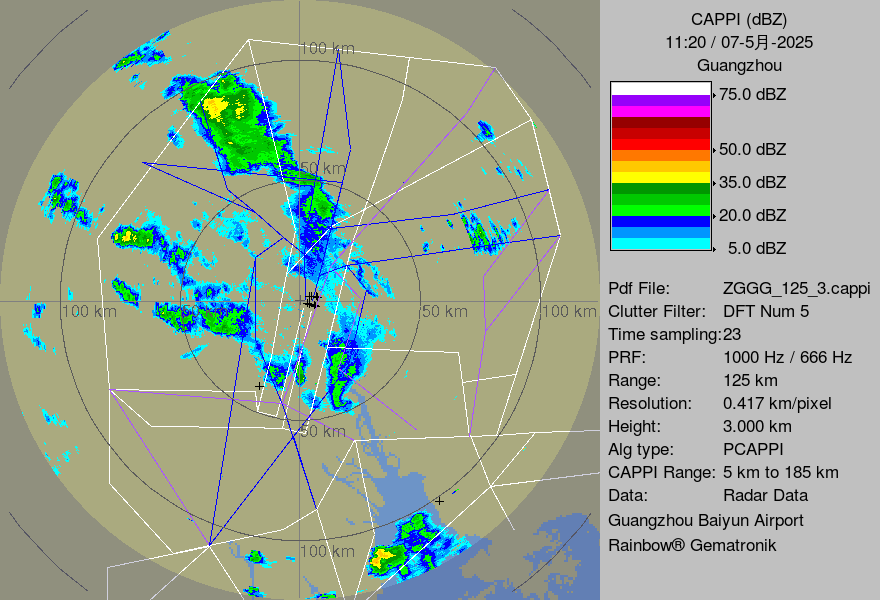 CAPPI (dBZ)
11:20 / 07-5月-2025
Guangzhou
75.0 dBZ
50.0 dBZ
35.0 dBZ
20.0 dBZ
5.0 dBZ
100 km
50 km
100 km
50 km
100 km
50 km
100 km
Pdf File: ZGGG_125_3.cappi
Clutter Filter: DFT Num 5
Time sampling:23
PRF: 1000 Hz / 666 Hz
Range: 125 km
Resolution: 0.417 km/pixel
Height: 3.000 km
Alg type: PCAPPI
CAPPI Range: 5 km to 185 km
Data: Radar Data
Guangzhou Baiyun Airport
Rainbow® Gematronik